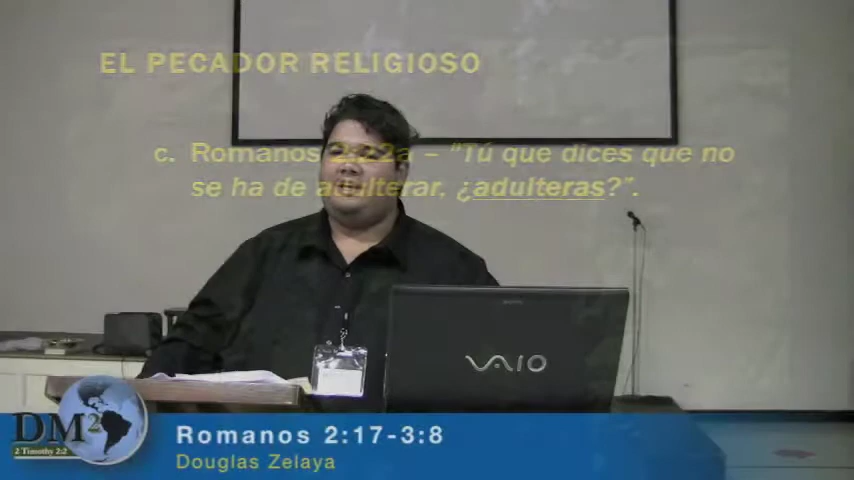 EL PECADOR RELIGIOSO
c. Romanos 2:22a – "Tú que dices que no
se ha de adulterar, ¿adulteras?".
VAIO
DM2
2 Timothy 2:2
Romanos 2:17-3:8
Douglas Zelaya